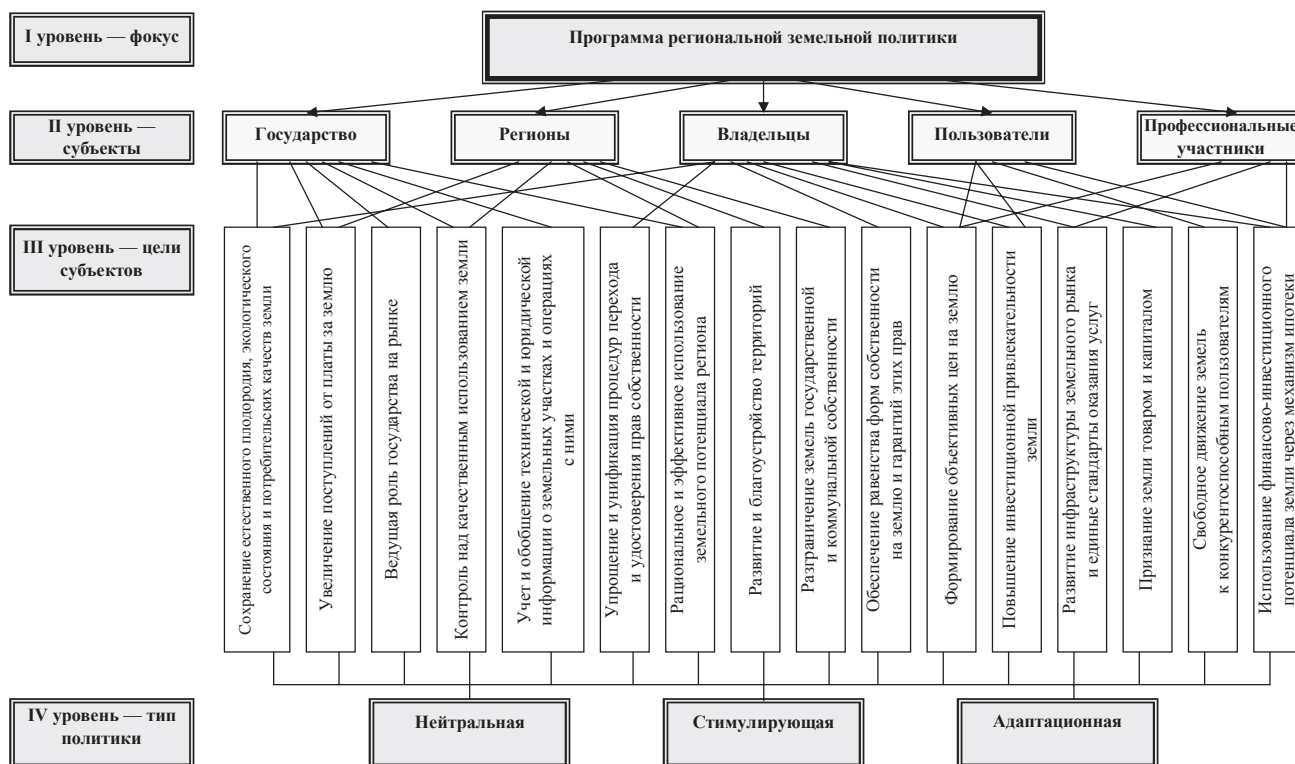 I уровень — фокус
Программа региональной земельной политики
II уровень —
субъекты
Государство
Регионы
Владельцы
Пользователи
Профессиональные
участники
III уровень — цели
субъектов
Сохранение естественного плодородия, экологического
состояния и потребительских качеств земли
Увеличение поступлений от платы за землю
Ведущая роль государства на рынке
Контроль над качественным использованием земли
Учет и обобщение технической и юридической
информации о земельных участках и операциях
с ними
Упрощение и унификация процедур перехода
и удостоверения прав собственности
Рациональное и эффективное использование
земельного потенциала региона
Развитие и благоустройство территорий
Разграничение земель государственной
и коммунальной собственности
Обеспечение равенства форм собственности
на землю и гарантий этих прав
Формирование объективных цен на землю
Повышение инвестиционной привлекательности
земли
Развитие инфраструктуры земельного рынка
и единые стандарты оказания услуг
Признание земли товаром и капиталом
Свободное движение земель
к конкурентоспособным пользователям
Использование финансово-инвестиционного
потенциала земли через механизм ипотеки
IV уровень — тип
политики
Нейтральная
Стимулирующая
Адаптационная